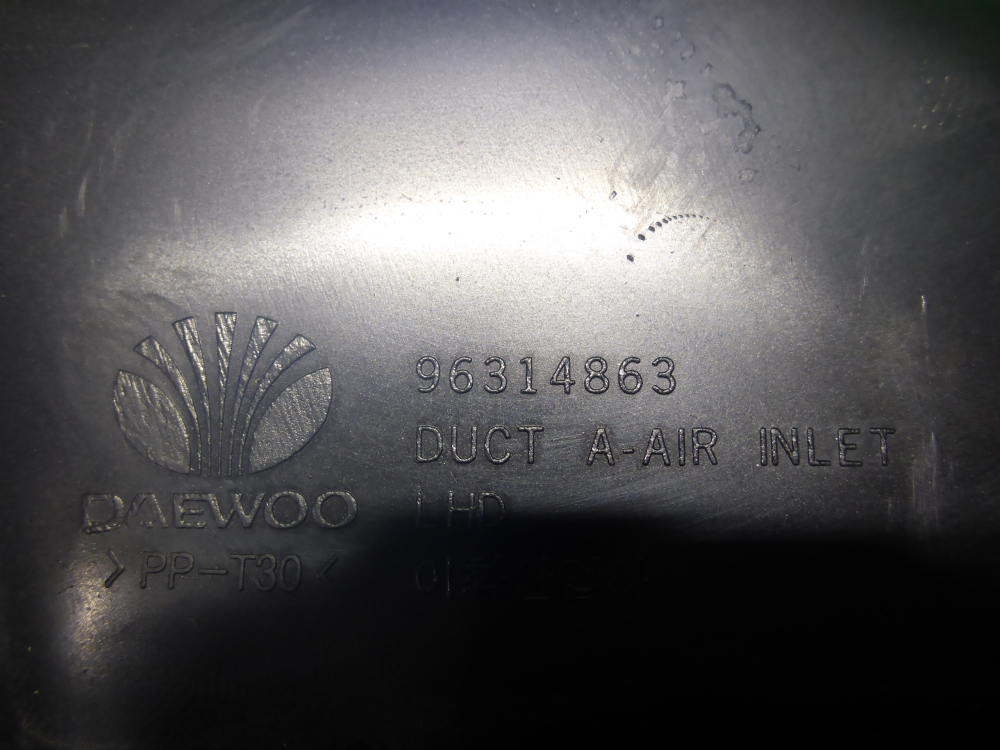 96314863
DUCT A-AIR INLET
DAEWOO
LHD
>PP-T30<